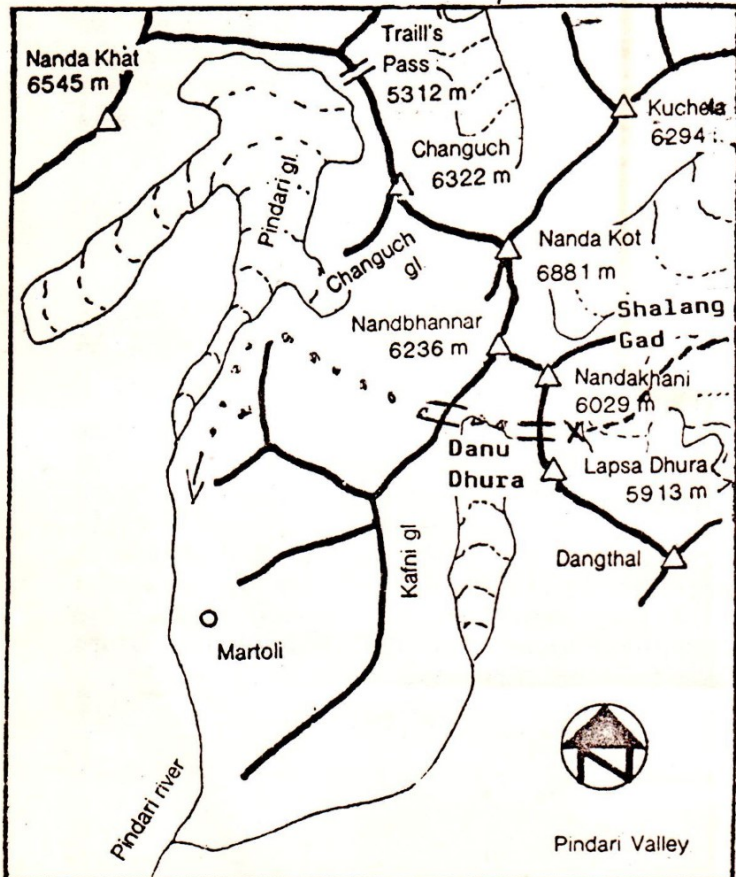 Traill's
Pass
5312 m
Nanda Khat
6545 m
Kuchela
6294
Changuch
6322 m
Pindari gl.
Changuch
gl
Nanda Kot
6881 m
Nandbhannar
6236 m
Shalang
Gad
Nandakhani
6029 m
Danu
Dhura
Lapsa Dhura
5913 m
Kafni gl
Dangthal
Martoli
Pindari river
N
Pindari Valley